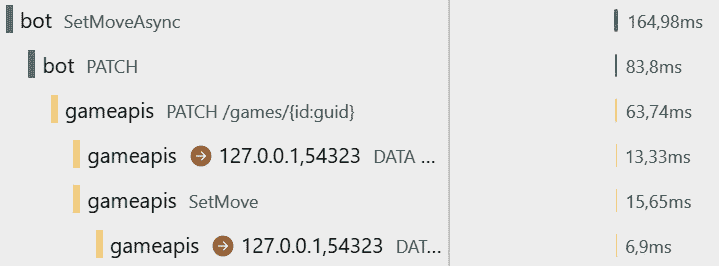 bot SetMoveAsync 164,98ms
bot PATCH 83,8ms
gameapis PATCH /games/{id:guid} 63,74ms
gameapis 127.0.0.1,54323 DATA ... 13,33ms
gameapis SetMove 15,65ms
gameapis 127.0.0.1,54323 DAT... 6,9ms